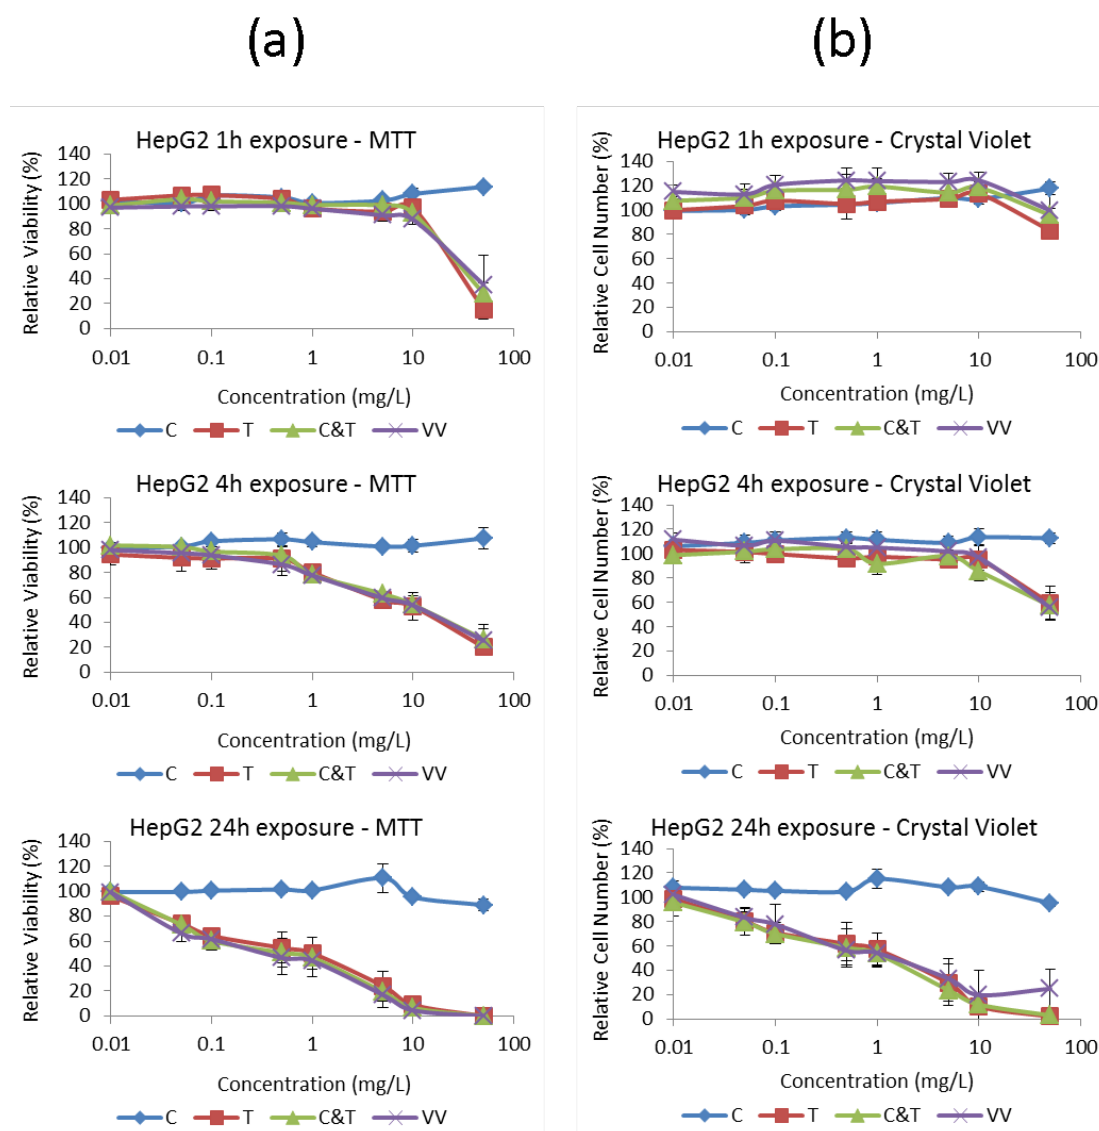 (a)
(b)
HepG2 1h exposure - MTT
Relative Viability (%)
140
120
100
80
60
40
20
0
0.01 0.1 1 10 100
Concentration (mg/L)
C T C&T VV
HepG2 1h exposure - Crystal Violet
Relative Cell Number (%)
140
120
100
80
60
40
20
0
0.01 0.1 1 10 100
Concentration (mg/L)
C T C&T VV
HepG2 4h exposure - MTT
Relative Viability (%)
140
120
100
80
60
40
20
0
0.01 0.1 1 10 100
Concentration (mg/L)
C T C&T VV
HepG2 4h exposure - Crystal Violet
Relative Cell Number (%)
140
120
100
80
60
40
20
0
0.01 0.1 1 10 100
Concentration (mg/L)
C T C&T VV
HepG2 24h exposure - MTT
Relative Viability (%)
140
120
100
80
60
40
20
0
0.01 0.1 1 10 100
Concentration (mg/L)
C T C&T VV
HepG2 24h exposure - Crystal Violet
Relative Cell Number (%)
140
120
100
80
60
40
20
0
0.01 0.1 1 10 100
Concentration (mg/L)
C T C&T VV